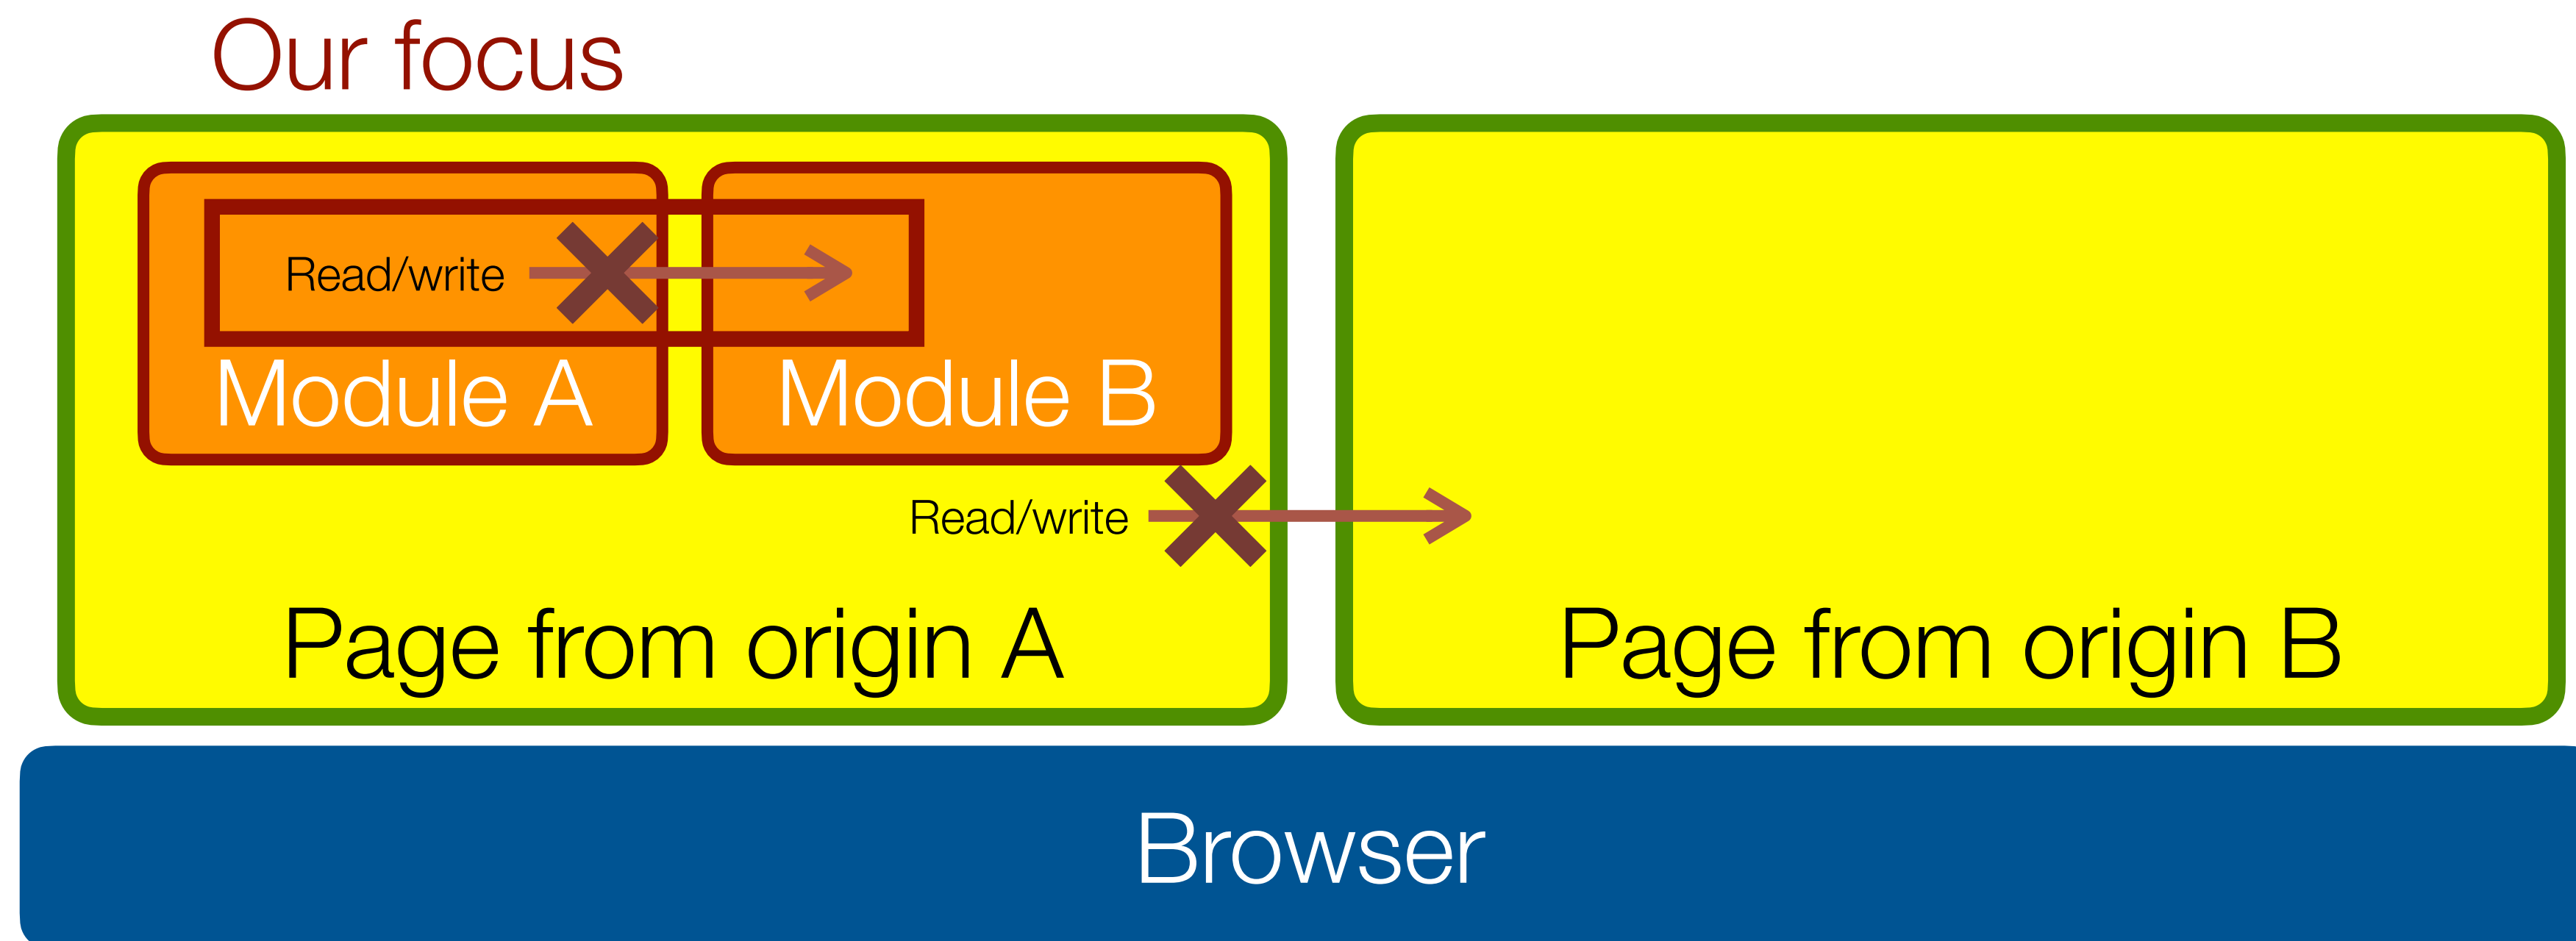 Our focus
Read/write
Module A
Module B
Read/write
Page from origin A
Page from origin B
Browser